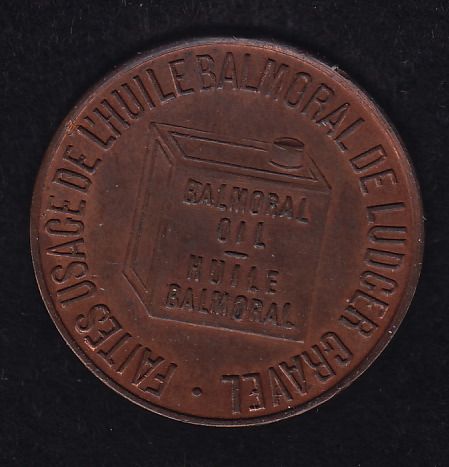 FAITES USAGE DE L'HUILE BALMORAL DE LUDGER GRAVEL •
BALMORAL
OIL
—
HUILE
BALMORAL